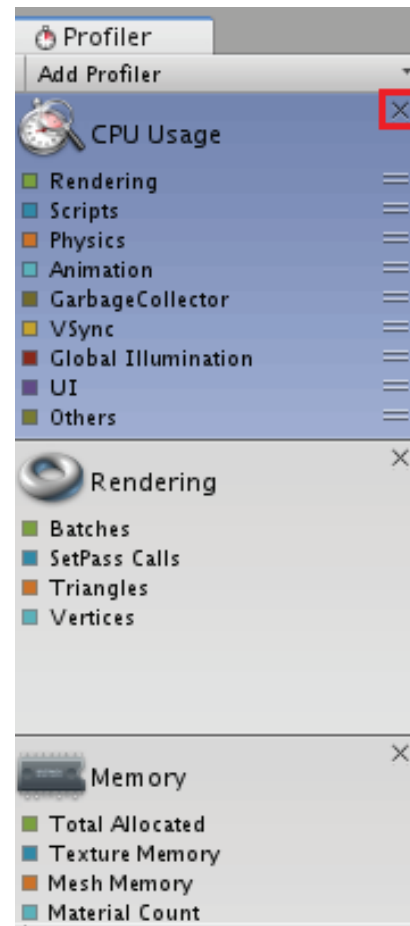 Profiler
Add Profiler
CPU Usage
Rendering
Scripts
Physics
Animation
GarbageCollector
VSync
Global Illumination
UI
Others
Rendering
Batches
SetPass Calls
Triangles
Vertices
Memory
Total Allocated
Texture Memory
Mesh Memory
Material Count